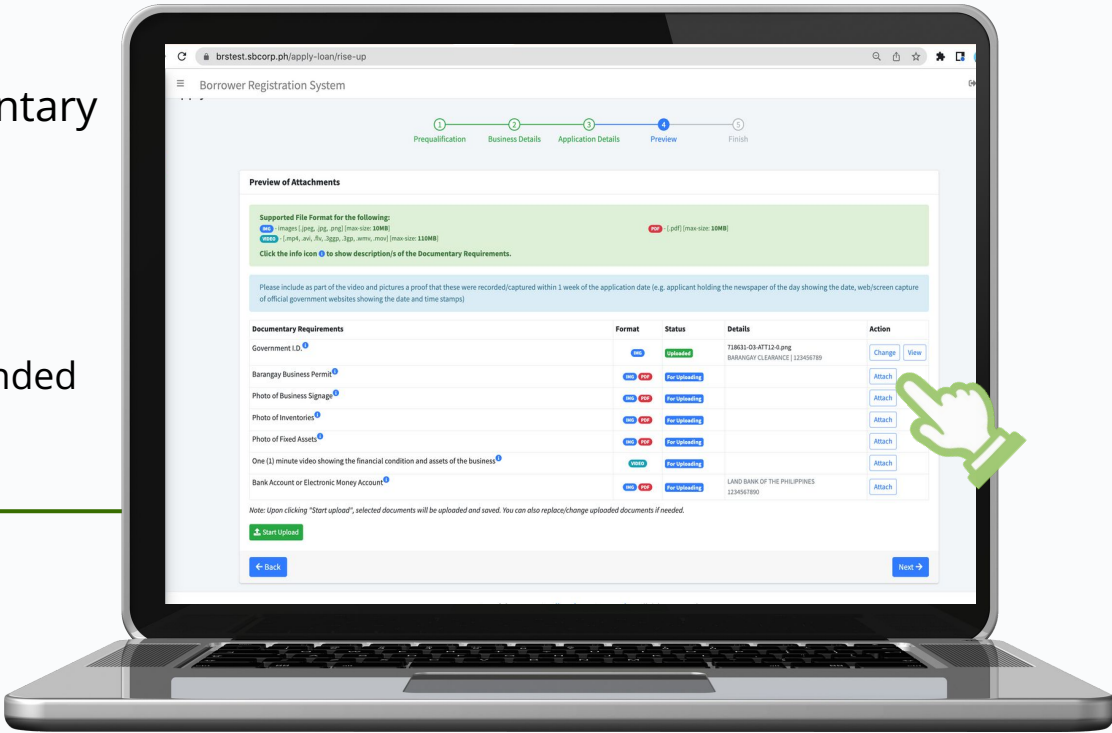 ntary
nded
brstest.sbcorp.ph/apply-loan/rise-up
Borrower Registration System
1 2 3 4 5
Prequalification Business Details Application Details Preview Finish
Preview of Attachments
Supported File Format for the following:
IMG - images [.jpeg, .jpg, .png] [max-size: 10MB] PDF - [.pdf] [max-size: 10MB]
VIDEO - [.mp4, .avi, .flv, .3ggp, .3gp, .wmv, .mov] [max-size: 110MB]
Click the info icon i to show description/s of the Documentary Requirements.
Please include as part of the video and pictures a proof that these were recorded/captured within 1 week of the application date (e.g. applicant holding the newspaper of the day showing the date, web/screen capture
of official government websites showing the date and time stamps)
Documentary Requirements Format Status Details Action
Government I.D. IMG Uploaded 718631-O3-ATT12-0.png Change View
BARANGAY CLEARANCE | 123456789
Barangay Business Permit IMG PDF For Uploading Attach
Photo of Business Signage IMG PDF For Uploading Attach
Photo of Inventories IMG PDF For Uploading Attach
Photo of Fixed Assets IMG PDF For Uploading Attach
One (1) minute video showing the financial condition and assets of the business VIDEO For Uploading Attach
Bank Account or Electronic Money Account IMG PDF For Uploading LAND BANK OF THE PHILIPPINES Attach
1234567890
Note: Upon clicking "Start upload", selected documents will be uploaded and saved. You can also replace/change uploaded documents if needed.
Start Upload
← Back Next →